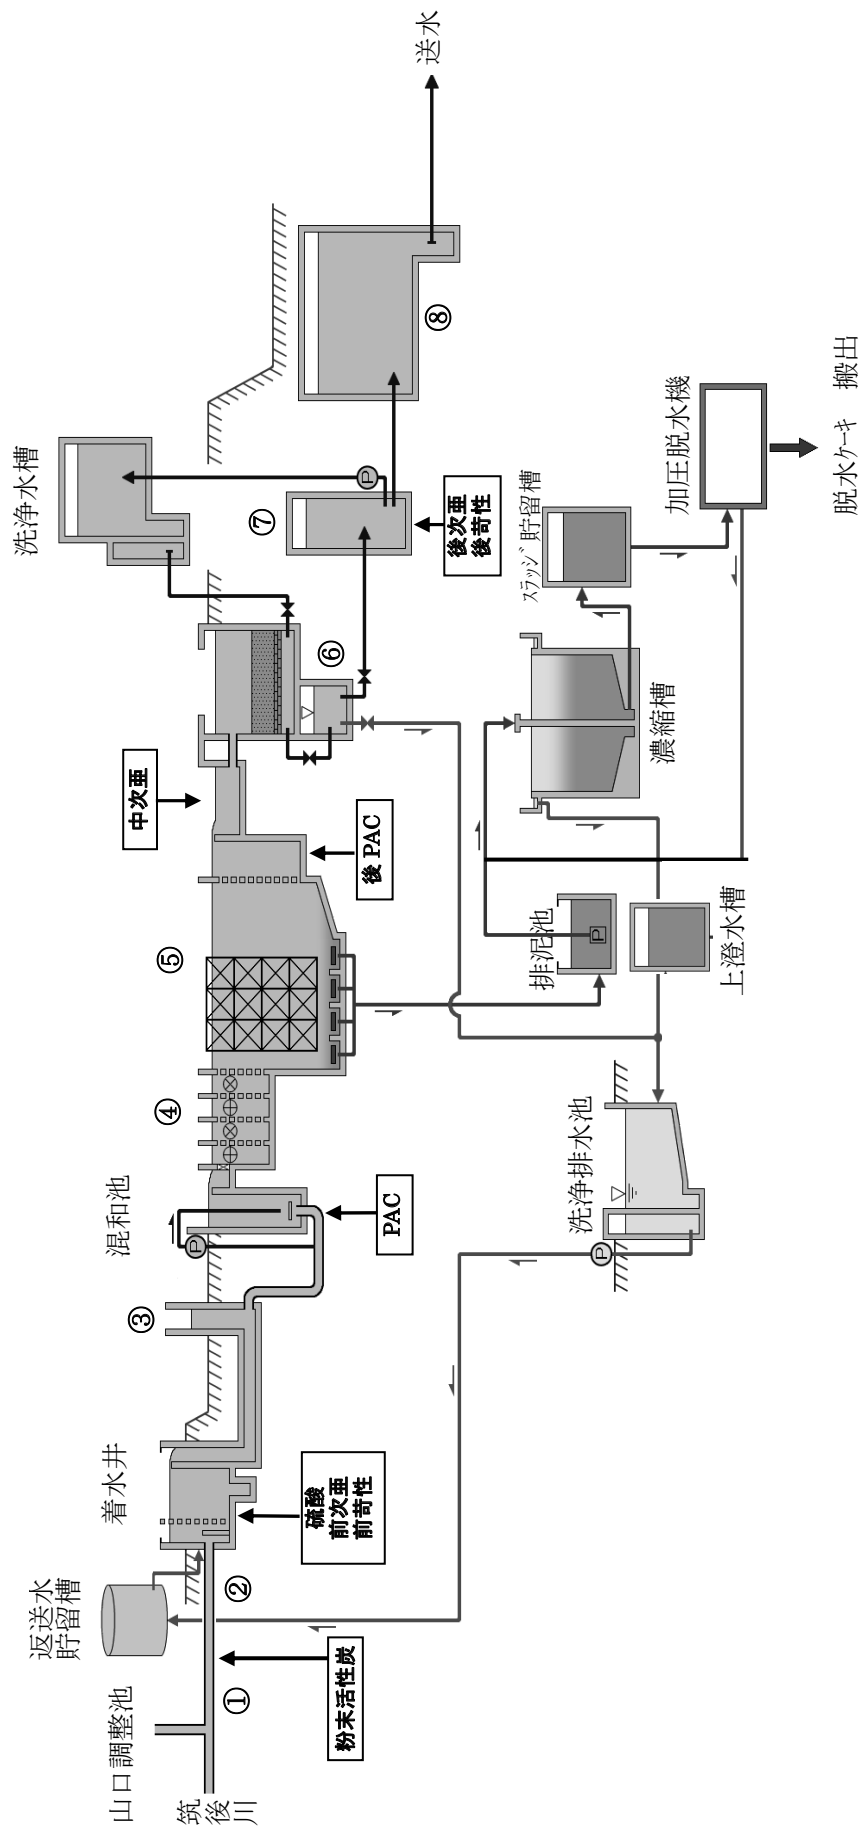 筑
後
川
山口調整池
①
粉末活性炭
返送水
貯留槽
②
着水井
硫酸
前次亜
前苛性
③
混和池
P
PAC
④
⑤
後PAC
中次亜
⑥
洗浄水槽
P
⑦
後次亜
後苛性
⑧
送水
洗浄排水池
P
排泥池
P
上澄水槽
濃縮槽
ｽﾗｯｼﾞ貯留槽
加圧脱水機
脱水ｹｰｷ 搬出